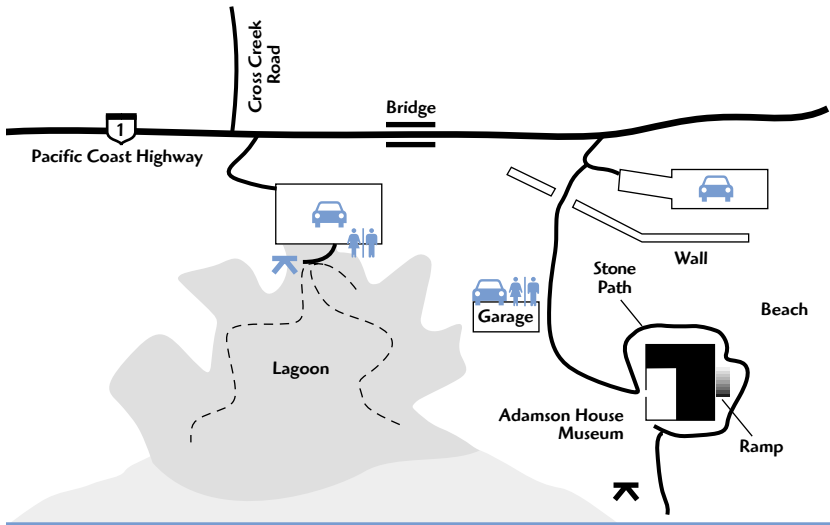 Cross Creek
Road
Bridge
1
Pacific Coast Highway
Wall
Stone
Path
Beach
Garage
Lagoon
Adamson House
Museum
Ramp